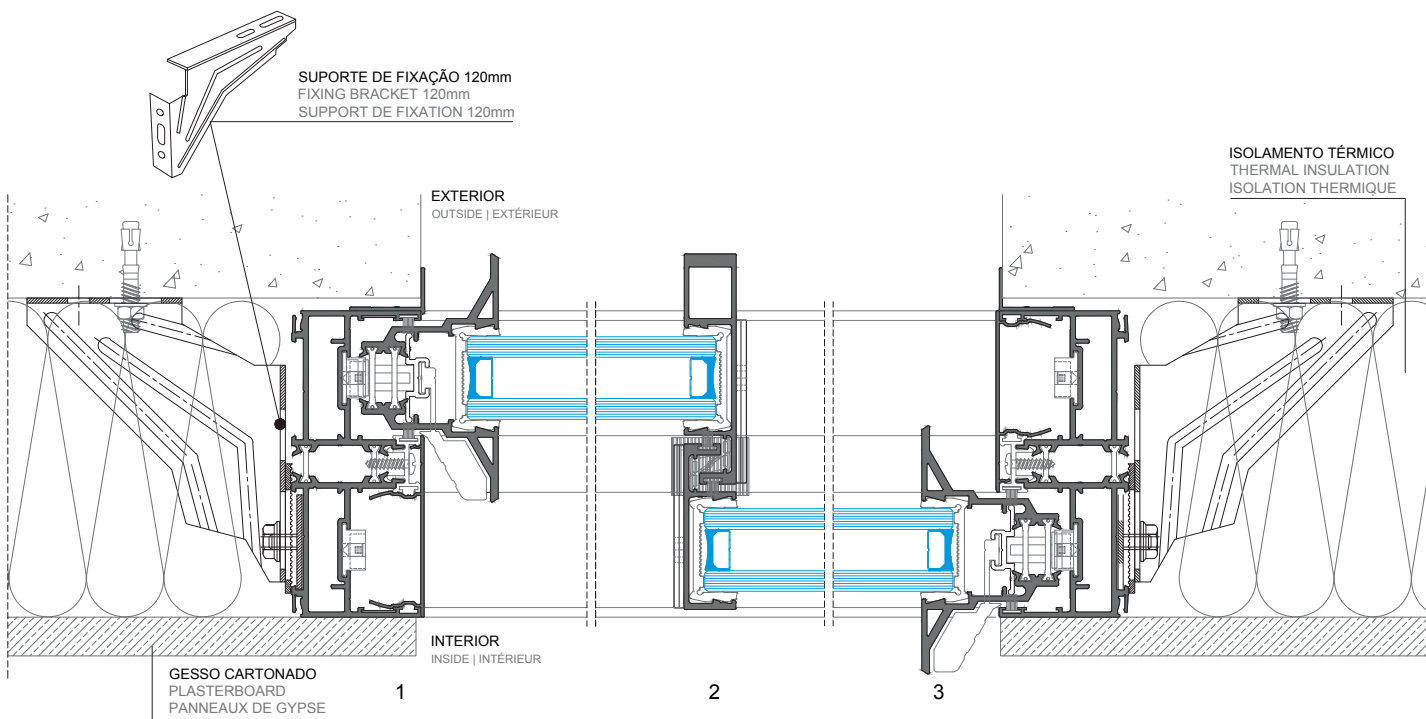 SUPORTE DE FIXAÇÃO 120mm
FIXING BRACKET 120mm
SUPPORT DE FIXATION 120mm
ISOLAMENTO TÉRMICO
THERMAL INSULATION
ISOLATION THERMIQUE
EXTERIOR
OUTSIDE | EXTÉRIEUR
INTERIOR
INSIDE | INTÉRIEUR
GESSO CARTONADO
PLASTERBOARD
PANNEAUX DE GYPSE
1
2
3